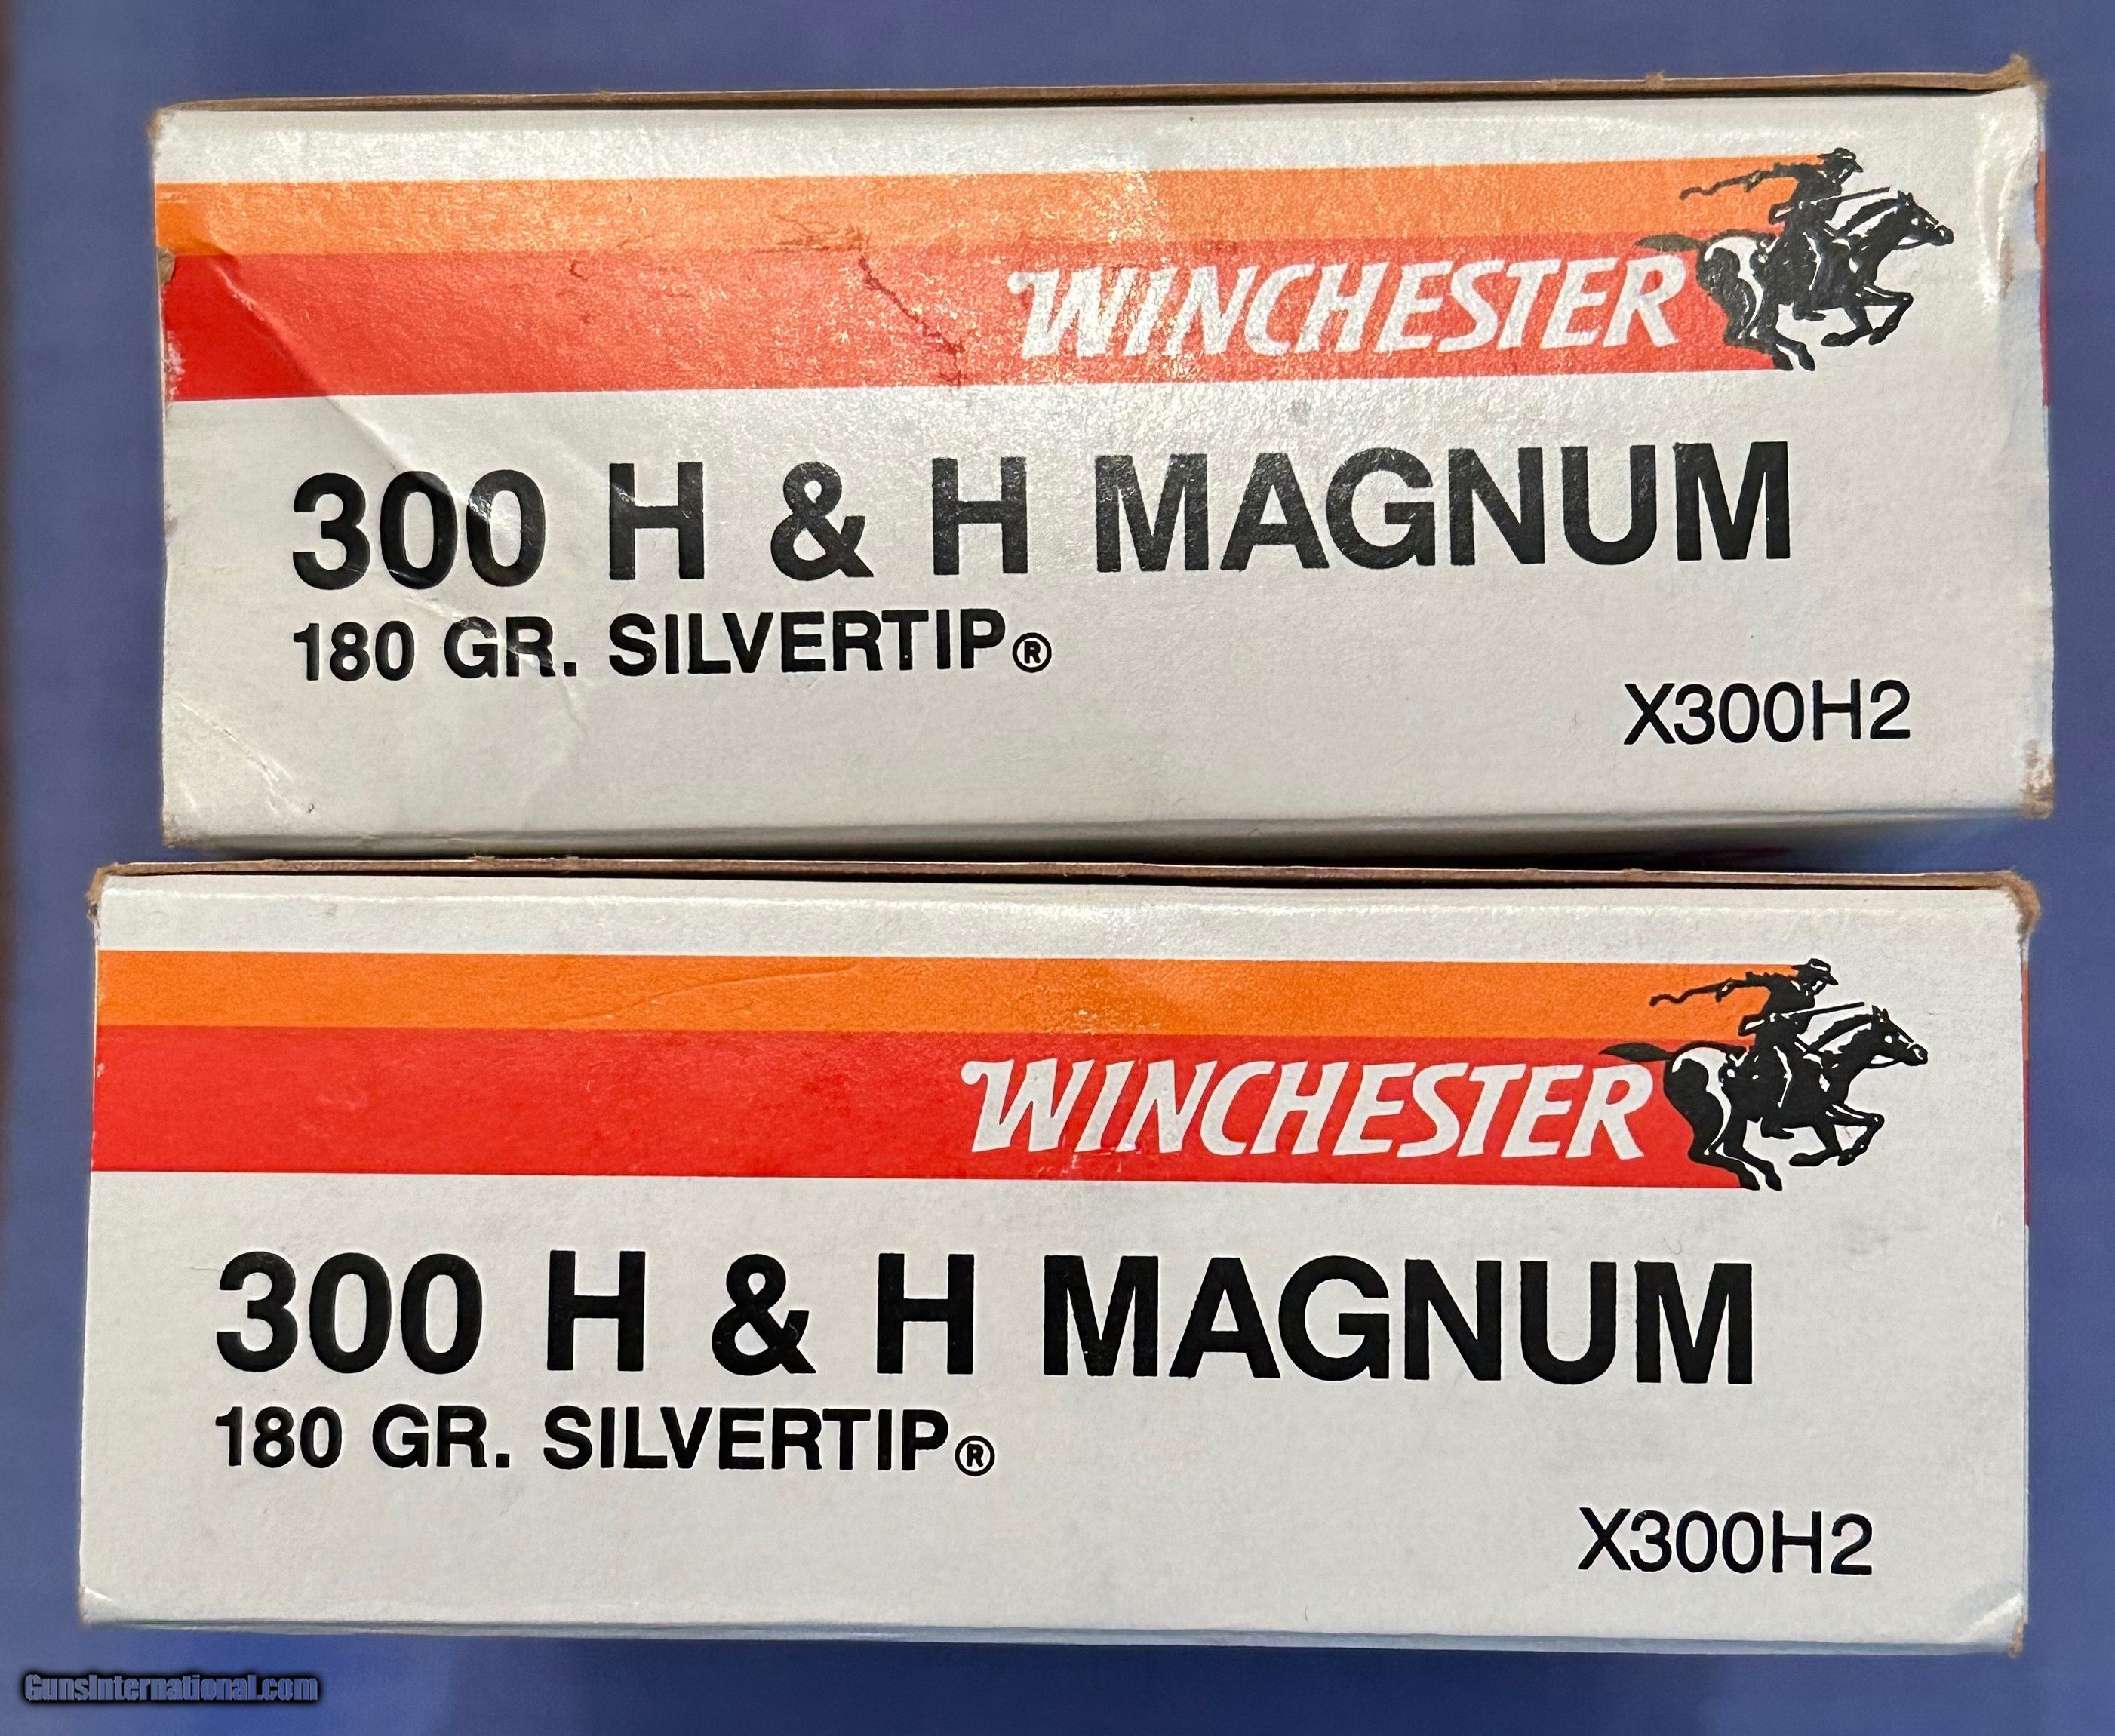 WINCHESTER
300 H & H MAGNUM
180 GR. SILVERTIP®
X300H2
WINCHESTER
300 H & H MAGNUM
180 GR. SILVERTIP®
X300H2
GunsInternational.com